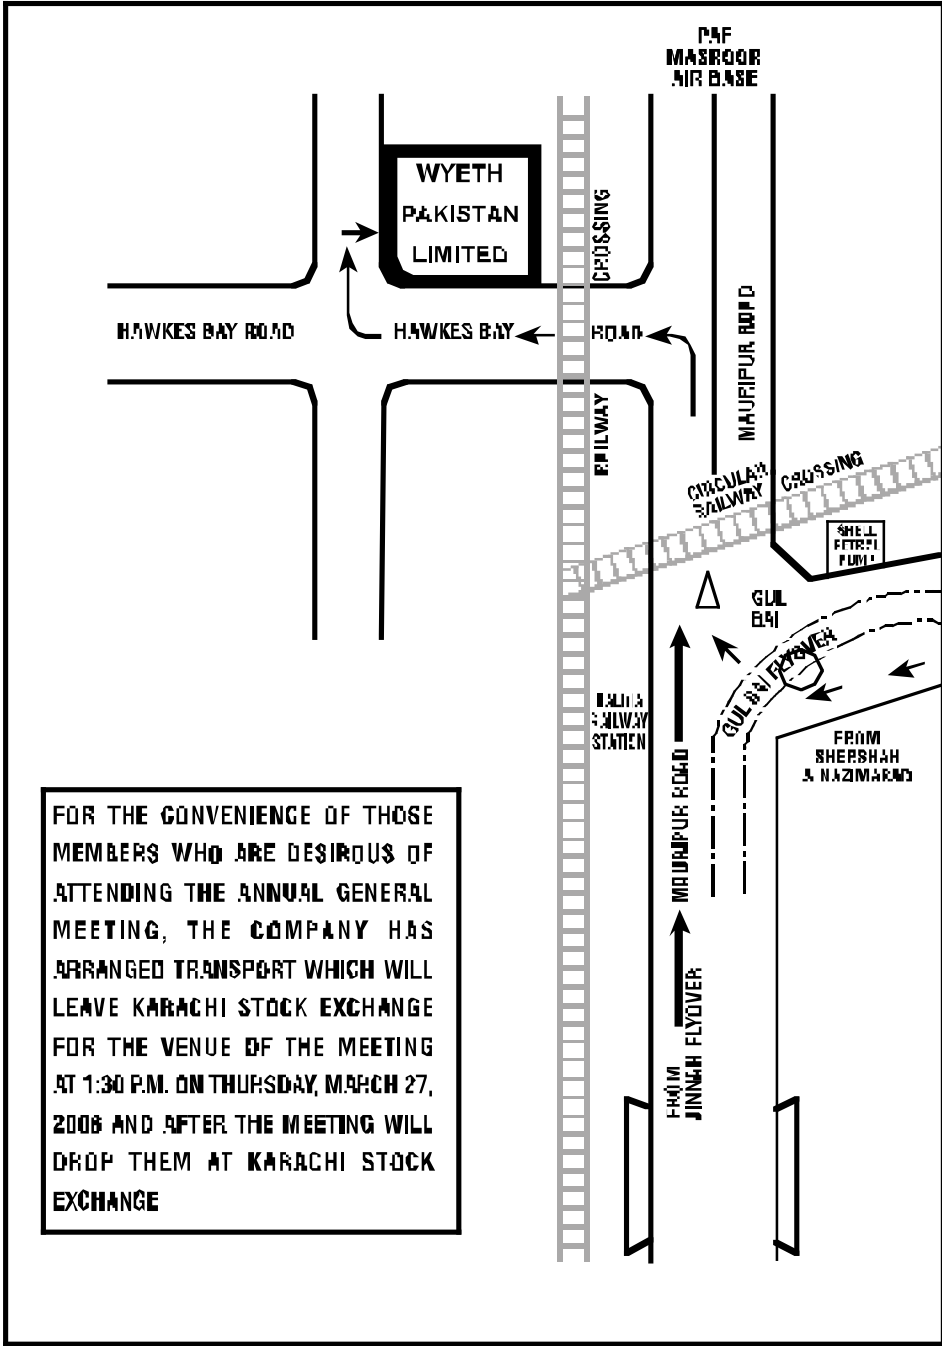 PAF
MASROOR
AIR BASE
WYETH
PAKISTAN
LIMITED
CROSSING
HAWKES BAY ROAD
HAWKES BAY
ROAD
MAURIPUR ROAD
RAILWAY
CIRCULAR
RAILWAY
CROSSING
SHELL
PETROL
PUMP
GUL
BAI
GUL BAI FLYOVER
RAILWAY
STATION
FROM
SHERSHAH
& NAZIMABAD
MAURIPUR ROAD
FROM
JINNAH FLYOVER
FOR THE CONVENIENCE OF THOSE
MEMBERS WHO ARE DESIROUS OF
ATTENDING THE ANNUAL GENERAL
MEETING, THE COMPANY HAS
ARRANGED TRANSPORT WHICH WILL
LEAVE KARACHI STOCK EXCHANGE
FOR THE VENUE OF THE MEETING
AT 1:30 P.M. ON THURSDAY, MARCH 27,
AND AFTER THE MEETING WILL
DROP THEM AT KARACHI STOCK
EXCHANGE